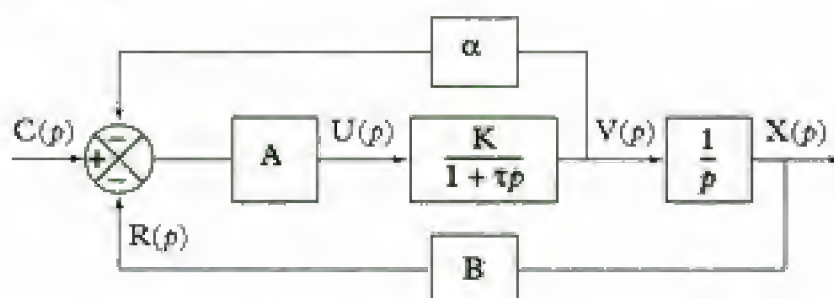 α
C(p)
−
+
−
A
U(p)
K
1 + τp
V(p)
1
p
X(p)
R(p)
B